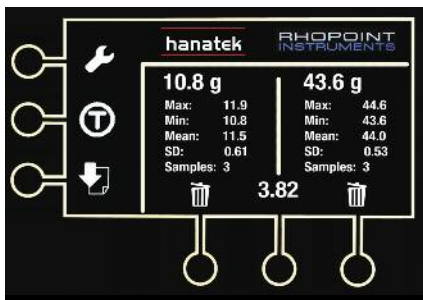 hanatek
RHOPOINT
INSTRUMENTS
10.8 g
Max: 11.9
Min: 10.8
Mean: 11.5
SD: 0.61
Samples: 3
43.6 g
Max: 44.6
Min: 43.6
Mean: 44.0
SD: 0.53
Samples: 3
3.82
T